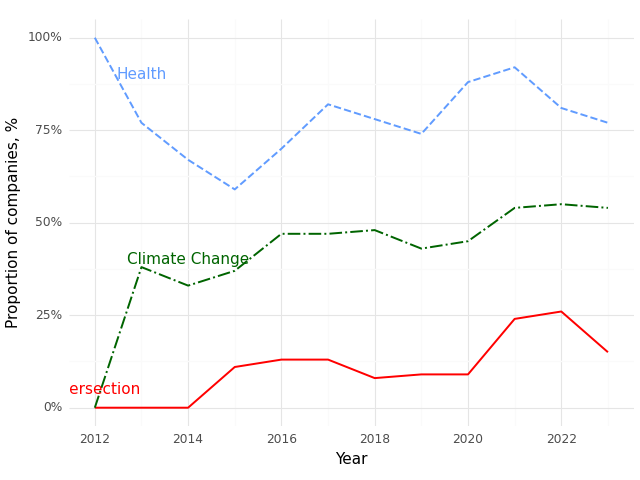 100%
Health
75%
Proportion of companies, %
50%
Climate Change
25%
ersection
0%
2012
2014
2016
2018
2020
2022
Year